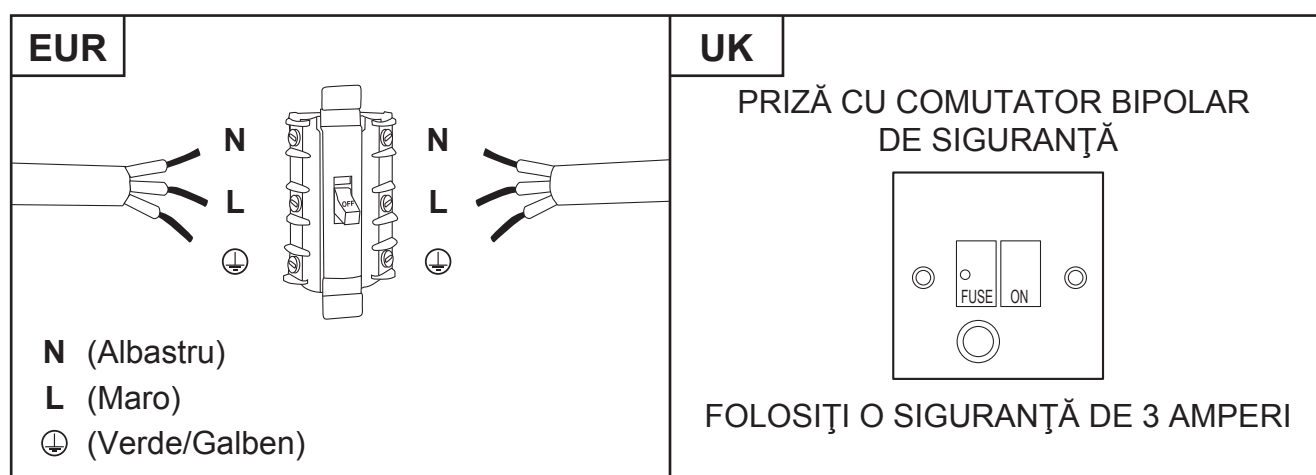 EUR
N
L
OFF
N
L
N (Albastru)
L (Maro)
(Verde/Galben)
UK
PRIZĂ CU COMUTATOR BIPOLAR
DE SIGURANŢĂ
FUSE ON
FOLOSIŢI O SIGURANŢĂ DE 3 AMPERI